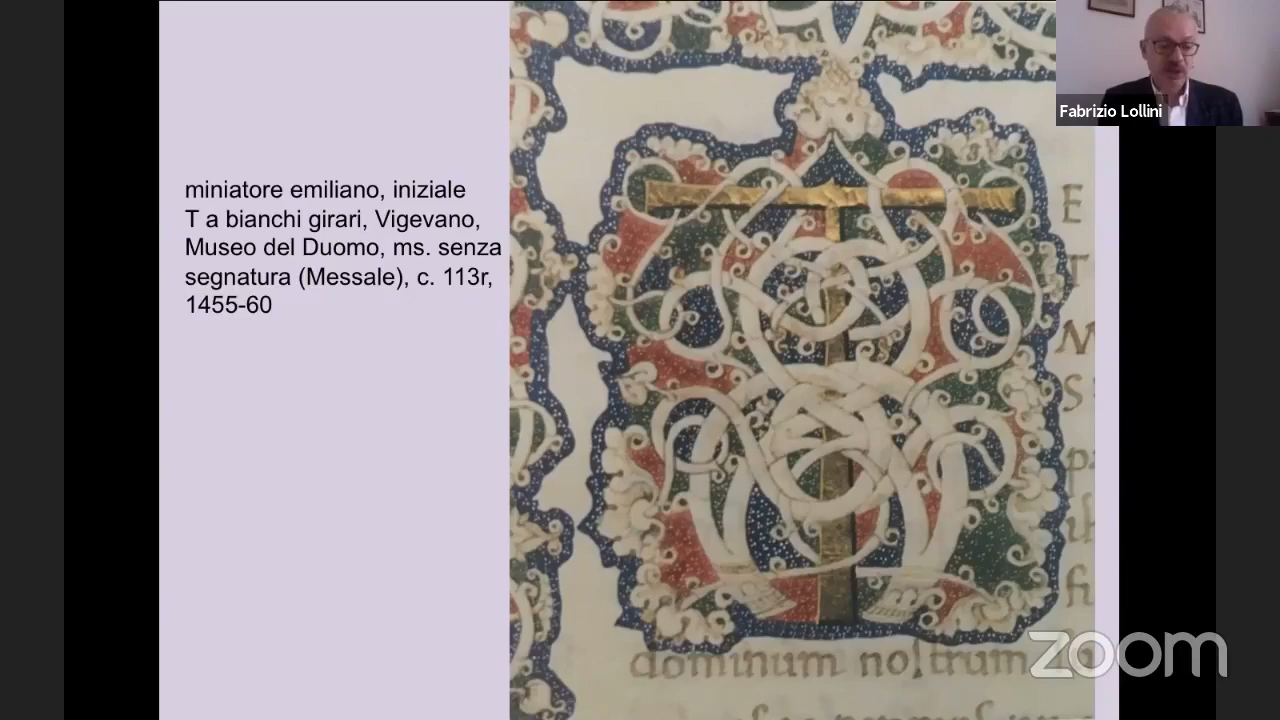 miniatore emiliano, iniziale
T a bianchi girari, Vigevano,
Museo del Duomo, ms. senza
segnatura (Messale), c. 113r,
1455-60
Fabrizio Lollini
T
E
T
M
S
dominum nostrum
zoom